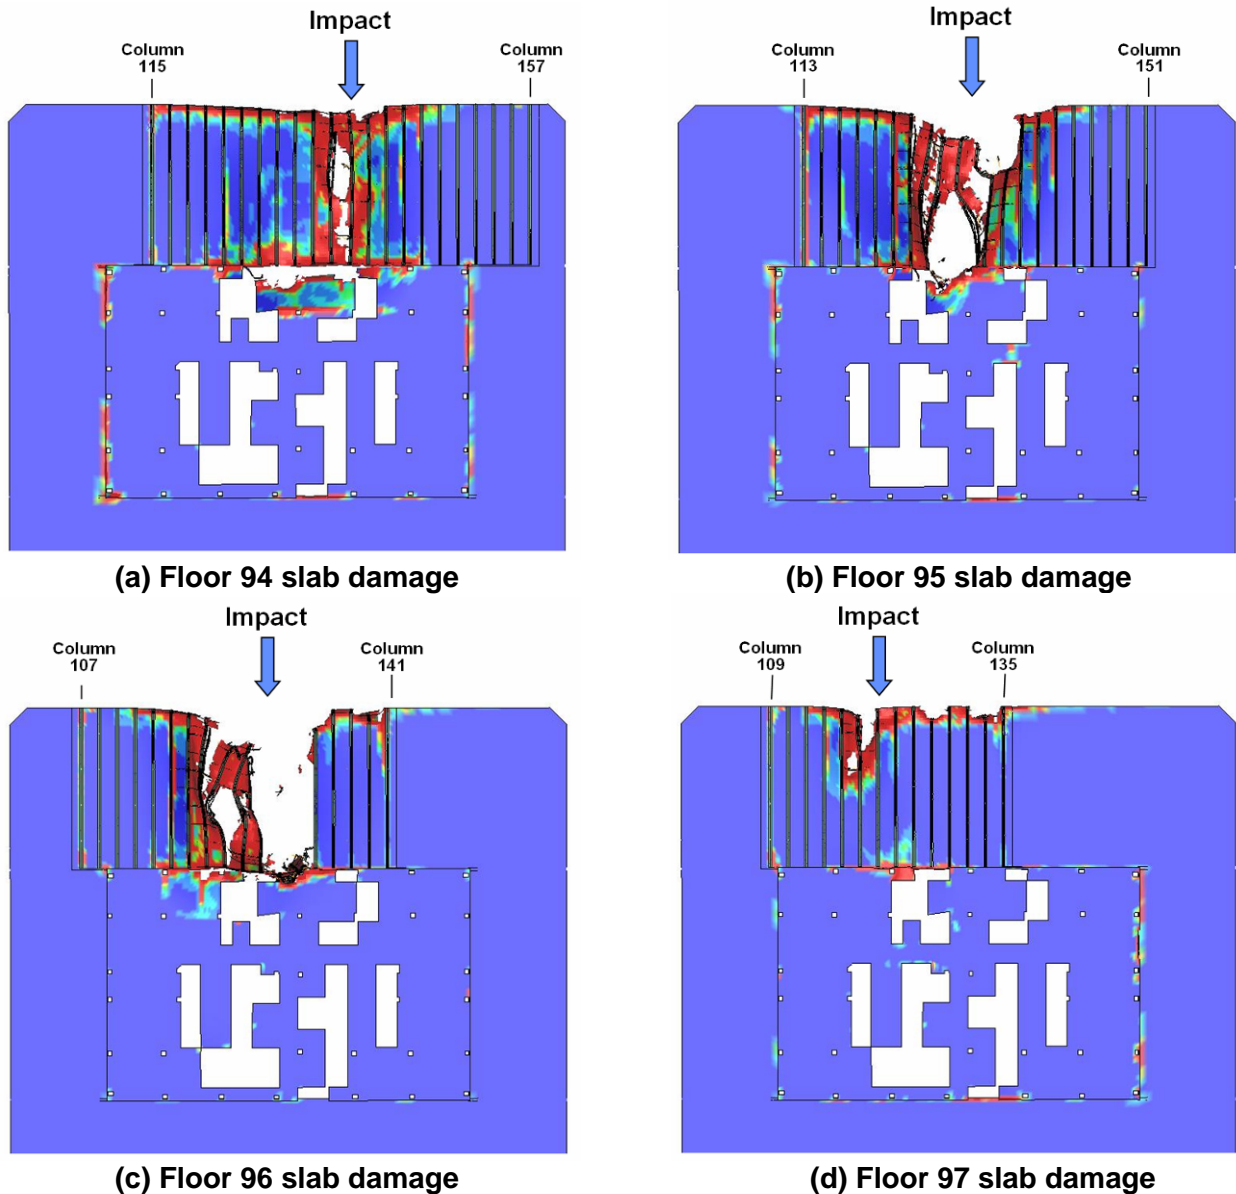 Impact
Column
115
Column
157
(a) Floor 94 slab damage
Impact
Column
113
Column
151
(b) Floor 95 slab damage
Impact
Column
107
Column
141
(c) Floor 96 slab damage
Impact
Column
109
Column
135
(d) Floor 97 slab damage